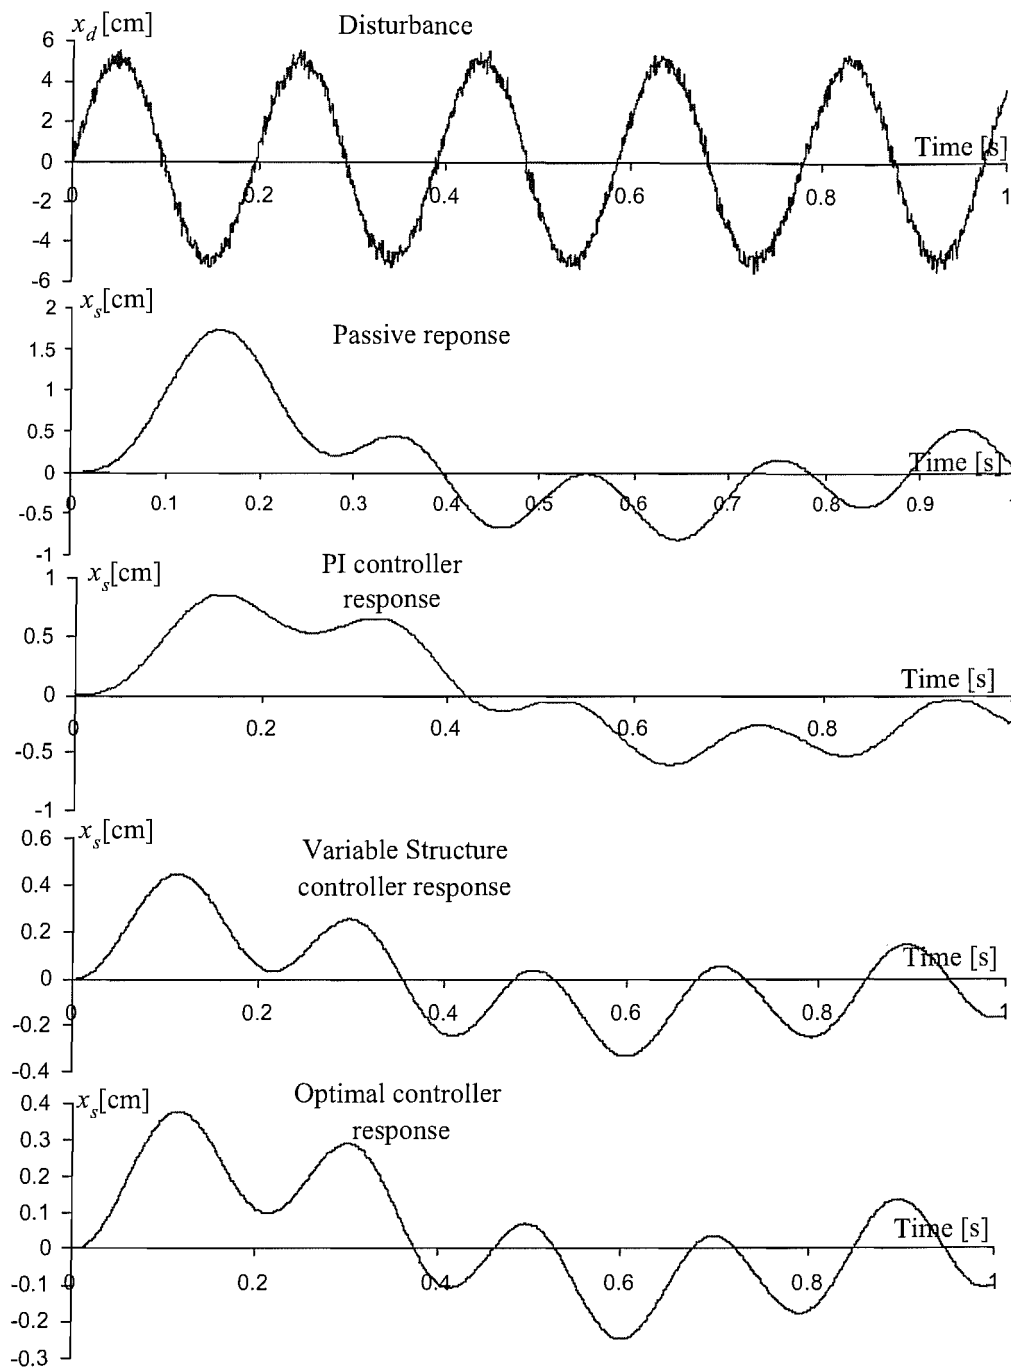 x_d [cm]
Disturbance
6
4
2
0
-2
-4
-6
Time [s]
0 0.2 0.4 0.6 0.8 1
x_s [cm]
Passive reponse
2
1.5
1
0.5
0
-0.5
-1
Time [s]
0 0.1 0.2 0.3 0.4 0.5 0.6 0.7 0.8 0.9
x_s [cm]
PI controller
response
1
0.5
0
-0.5
-1
Time [s]
0 0.2 0.4 0.6 0.8
x_s [cm]
Variable Structure
controller response
0.6
0.4
0.2
0
-0.2
-0.4
Time [s]
0 0.2 0.4 0.6 0.8 1
x_s [cm]
Optimal controller
response
0.4
0.3
0.2
0.1
0
-0.1
-0.2
-0.3
Time [s]
0 0.2 0.4 0.6 0.8 1